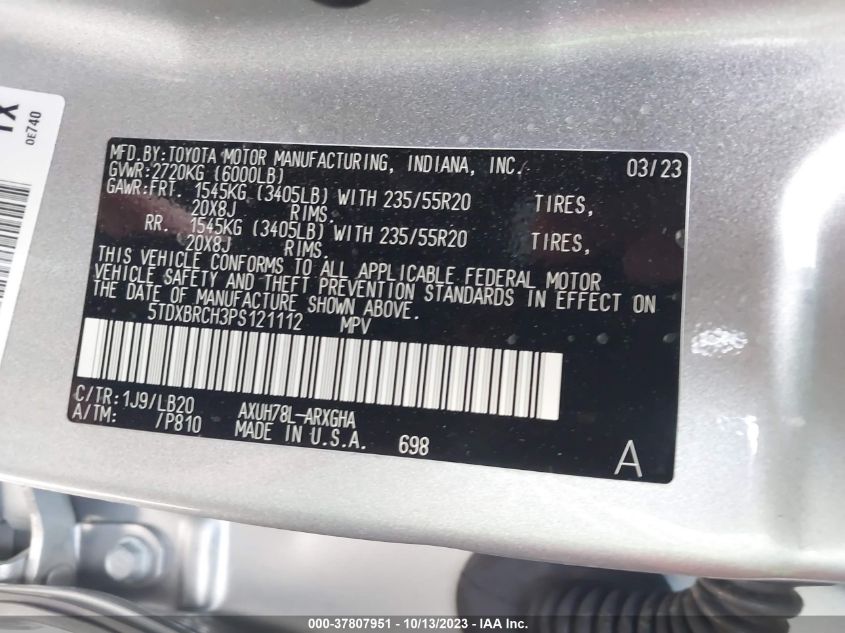 MFD.BY:TOYOTA MOTOR MANUFACTURING, INDIANA, INC. 03/23
GVWR:2720KG (6000LB)
GAWR:FRT. 1545KG (3405LB) WITH 235/55R20 TIRES,
20X8J RIMS.
RR. 1545KG (3405LB) WITH 235/55R20 TIRES,
20X8J RIMS.
THIS VEHICLE CONFORMS TO ALL APPLICABLE FEDERAL MOTOR
VEHICLE SAFETY AND THEFT PREVENTION STANDARDS IN EFFECT ON
THE DATE OF MANUFACTURE SHOWN ABOVE.
5TDXBRCH3PS121112 MPV
C/TR:1J9/LB20 AXUH78L-ARXGHA
A/TM: /P810 MADE IN U.S.A. 698
A
0E740
000-37807951 - 10/13/2023 - IAA Inc.